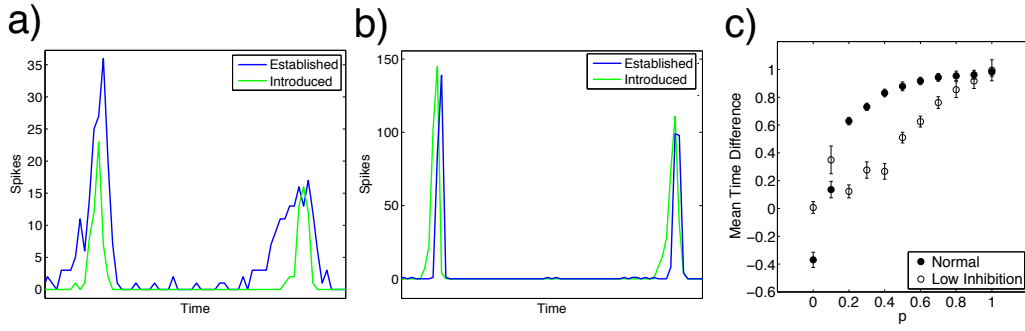 a)
Spikes
35
30
25
20
15
10
5
0
Established
Introduced
Time
b)
Spikes
150
100
50
0
Established
Introduced
Time
c)
Mean Time Difference
1
0.8
0.6
0.4
0.2
0
−0.2
−0.4
−0.6
Normal
Low Inhibition
0 0.2 0.4 0.6 0.8 1
p